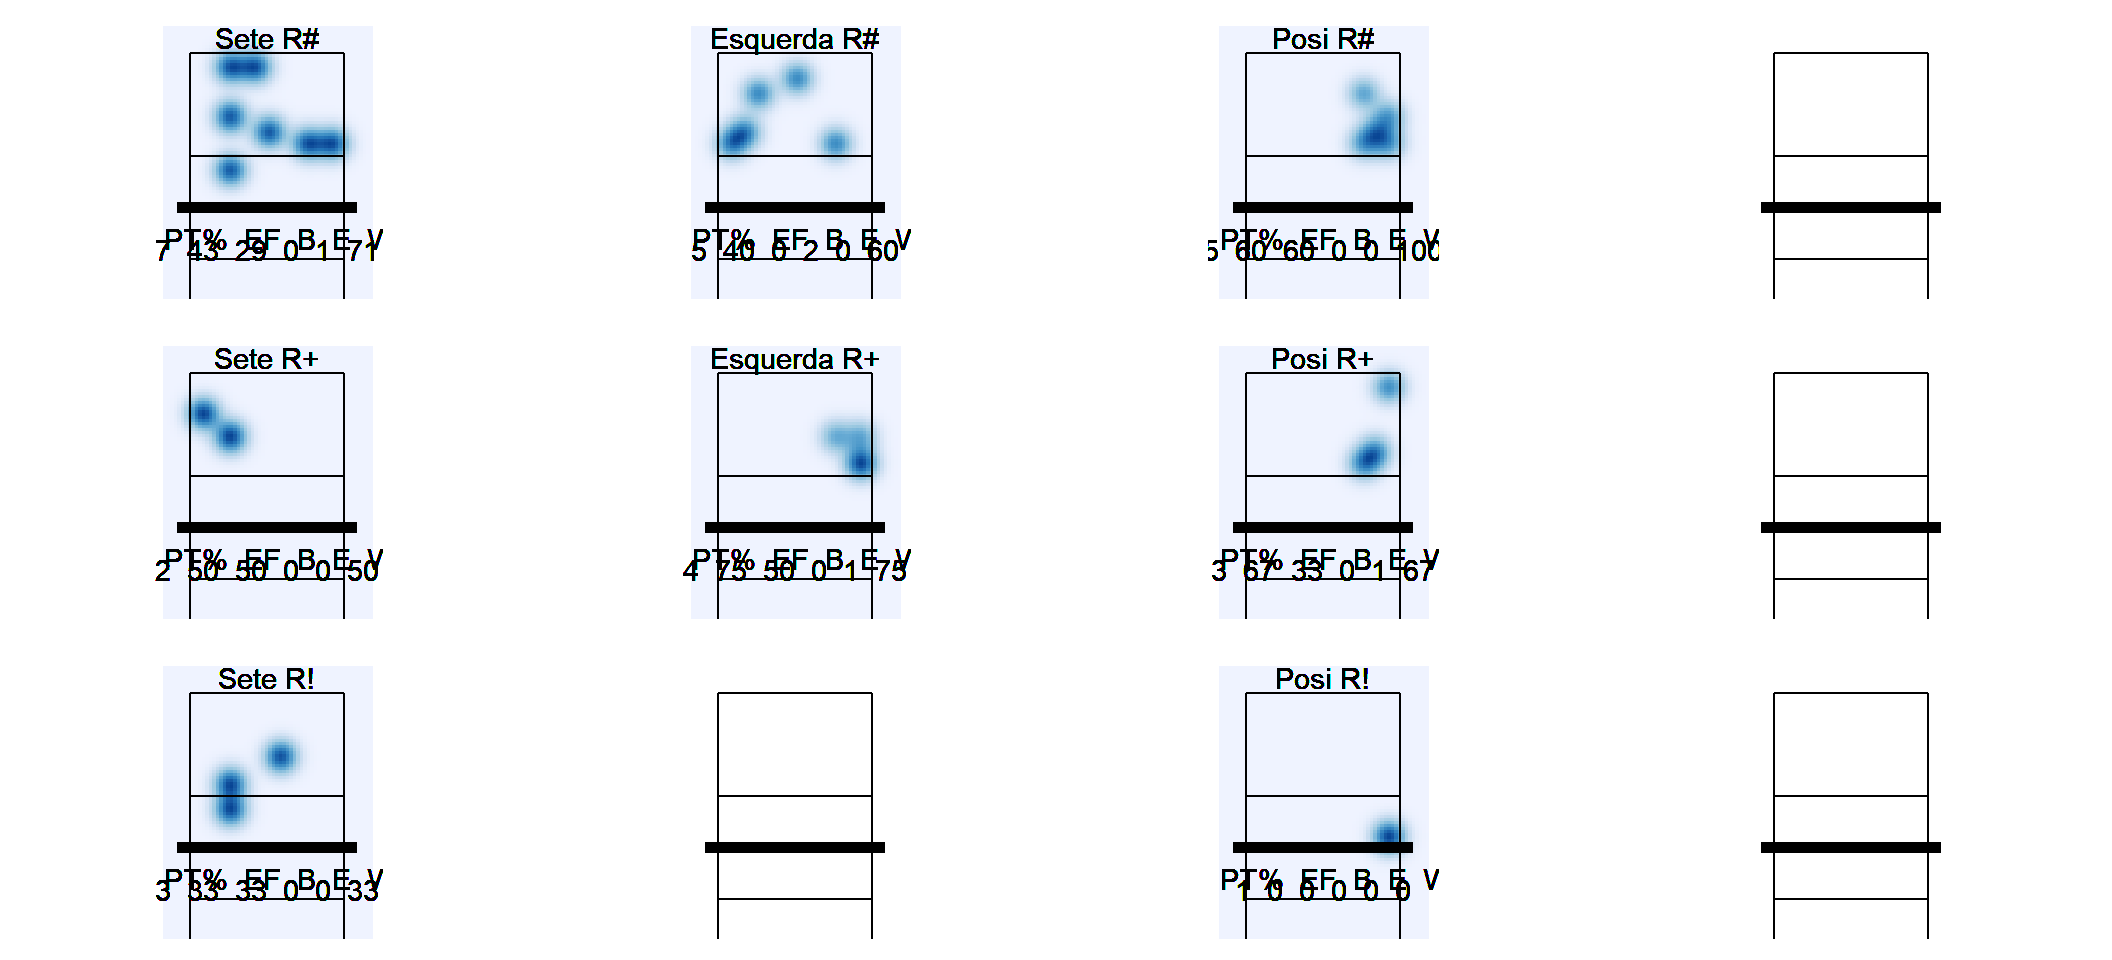 Sete R#
PT% EF B E V
7 43 29 0 1 71
Esquerda R#
PT% EF B E V
5 40 0 2 0 60
Posi R#
PT% EF B E V
5 60 60 0 0 100
Sete R+
PT% EF B E V
2 50 50 0 0 50
Esquerda R+
PT% EF B E V
4 75 50 0 1 75
Posi R+
PT% EF B E V
3 67 33 0 1 67
Sete R!
PT% EF B E V
3 33 33 0 0 33
Posi R!
PT% EF B E V
1 0 0 0 0 0